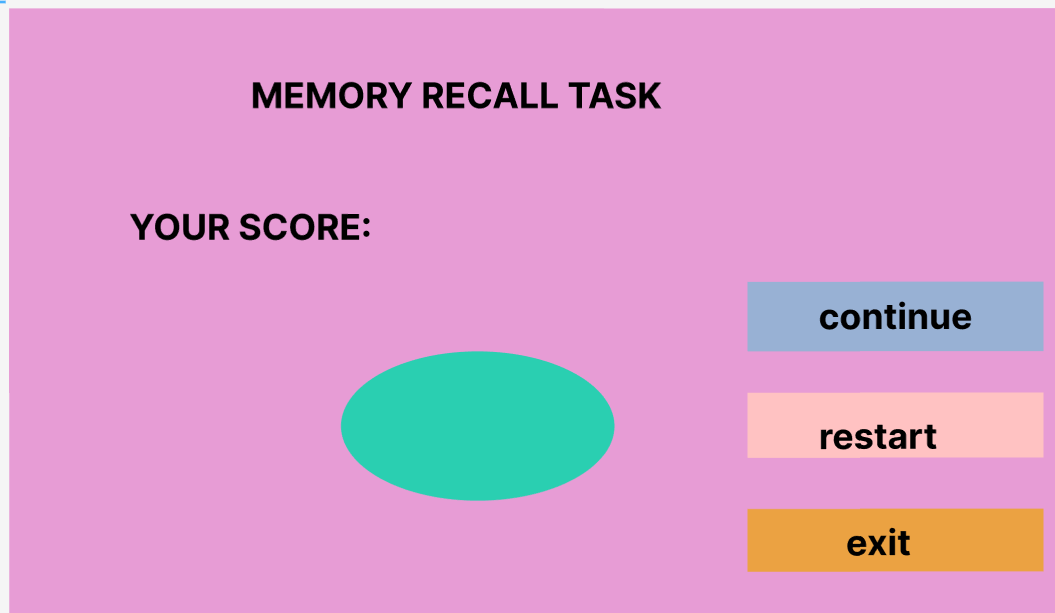 MEMORY RECALL TASK
YOUR SCORE:
continue
restart
exit